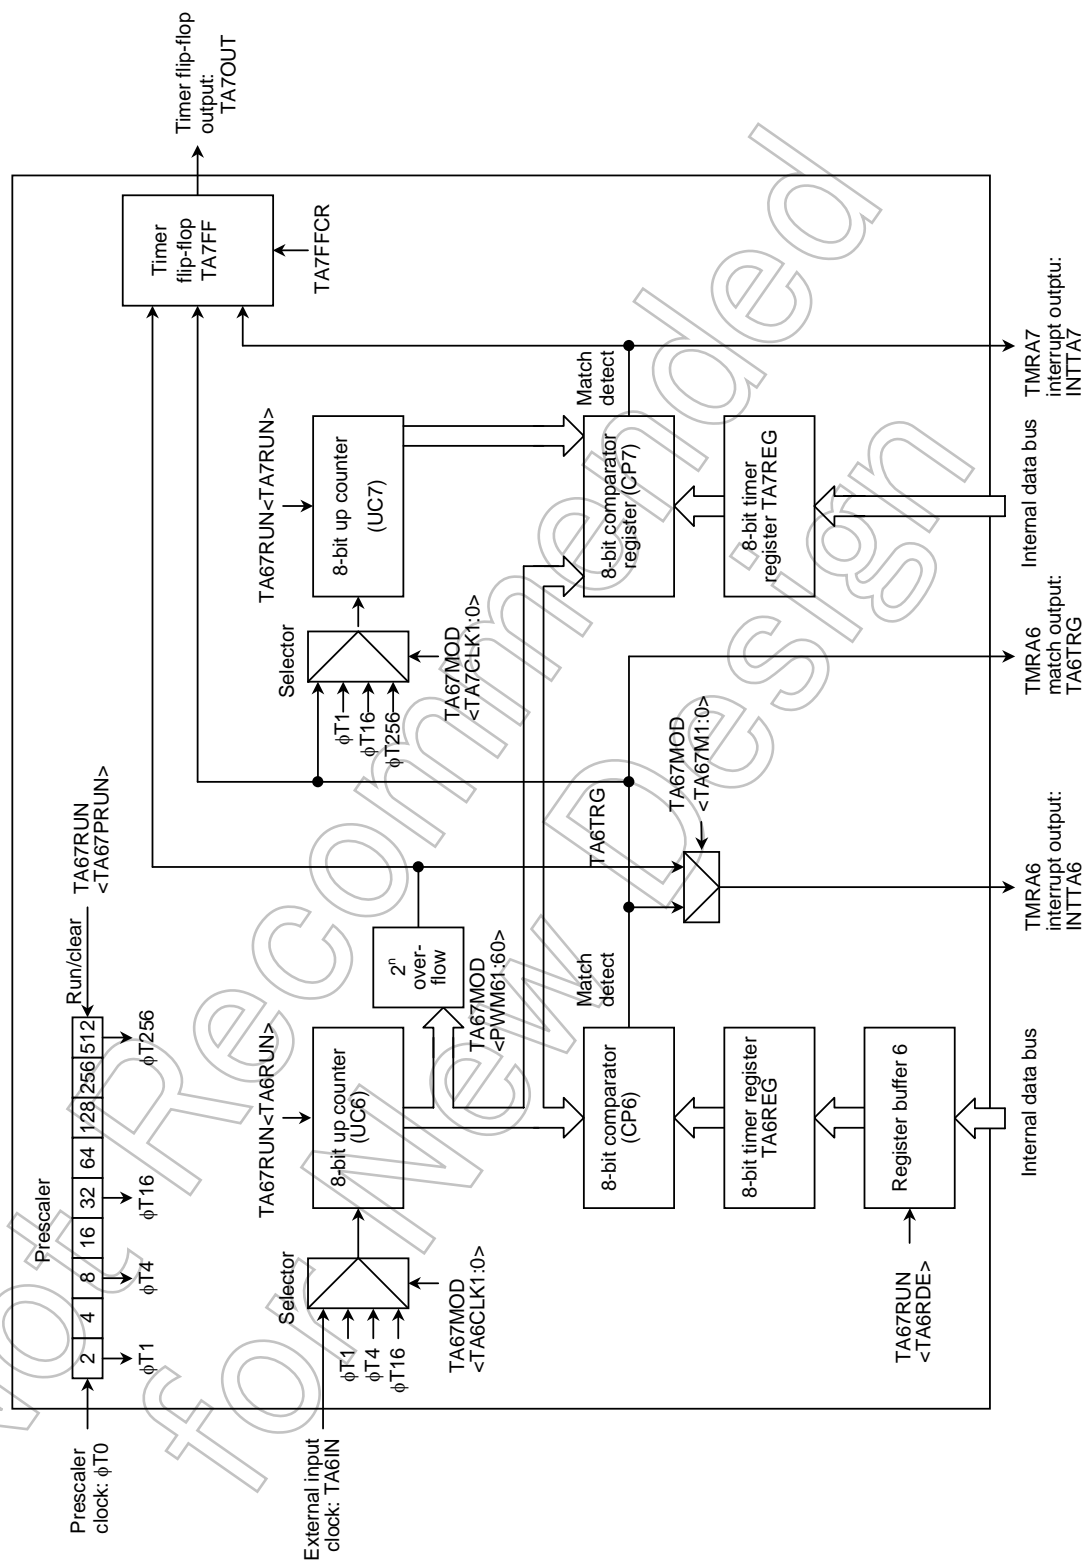 Prescaler
clock: ϕT0
Prescaler
2 4 8 16 32 64 128 256 512
Run/clear
TA67RUN
<TA67PRUN>
ϕT1
ϕT4
ϕT16
ϕT256
External input
clock: TA6IN
Selector
ϕT1
ϕT4
ϕT16
TA67MOD
<TA6CLK1:0>
TA67RUN<TA6RUN>
8-bit up counter
(UC6)
2n
over-
flow
TA67MOD
<PWM61:60>
8-bit comparator
(CP6)
Match
detect
8-bit timer register
TA6REG
Register buffer 6
TA67RUN
<TA6RDE>
Internal data bus
TA6TRG
TA67MOD
<TA67M1:0>
TMRA6
interrupt output:
INTTA6
Selector
ϕT1
ϕT16
ϕT256
TA67MOD
<TA7CLK1:0>
TA67RUN<TA7RUN>
8-bit up counter
(UC7)
8-bit comparator
register (CP7)
Match
detect
8-bit timer
register TA7REG
TMRA6
match output:
TA6TRG
Internal data bus
TMRA7
interrupt outptu:
INTTA7
Timer
flip-flop
TA7FF
TA7FFCR
Timer flip-flop
output:
TA7OUT
Not Recommended
for New Design